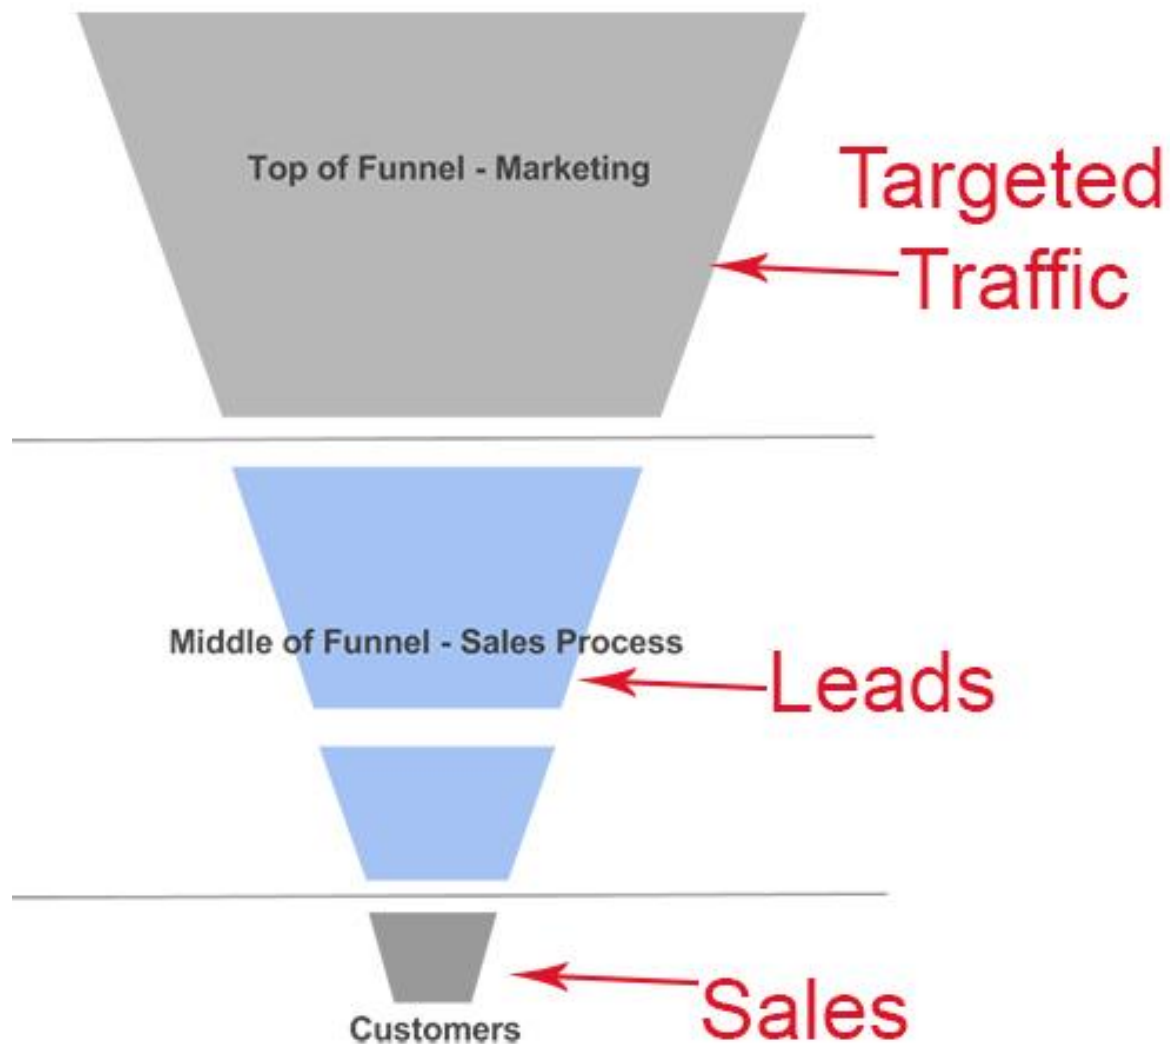 Top of Funnel - Marketing
Targeted
Traffic
Middle of Funnel - Sales Process
Leads
Sales
Customers